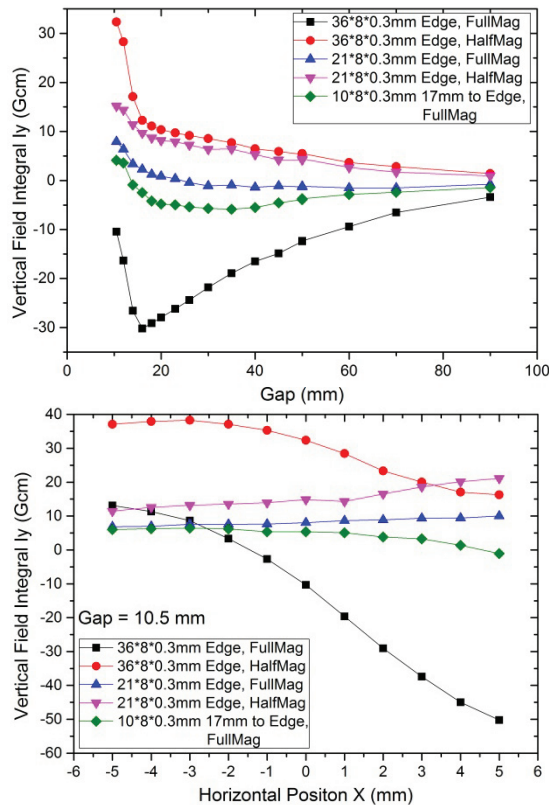 40
30
20
10
0
-10
-20
-30
Vertical Field Integral Iy (Gcm)
36*8*0.3mm Edge, FullMag
36*8*0.3mm Edge, HalfMag
21*8*0.3mm Edge, FullMag
21*8*0.3mm Edge, HalfMag
10*8*0.3mm 17mm to Edge,
FullMag
0 20 40 60 80 100
Gap (mm)
40
30
20
10
0
-10
-20
-30
-40
-50
-60
Vertical Field Integral Iy (Gcm)
Gap = 10.5 mm
36*8*0.3mm Edge, FullMag
36*8*0.3mm Edge, HalfMag
21*8*0.3mm Edge, FullMag
21*8*0.3mm Edge, HalfMag
10*8*0.3mm 17mm to Edge,
FullMag
-6 -5 -4 -3 -2 -1 0 1 2 3 4 5 6
Horizontal Positon X (mm)